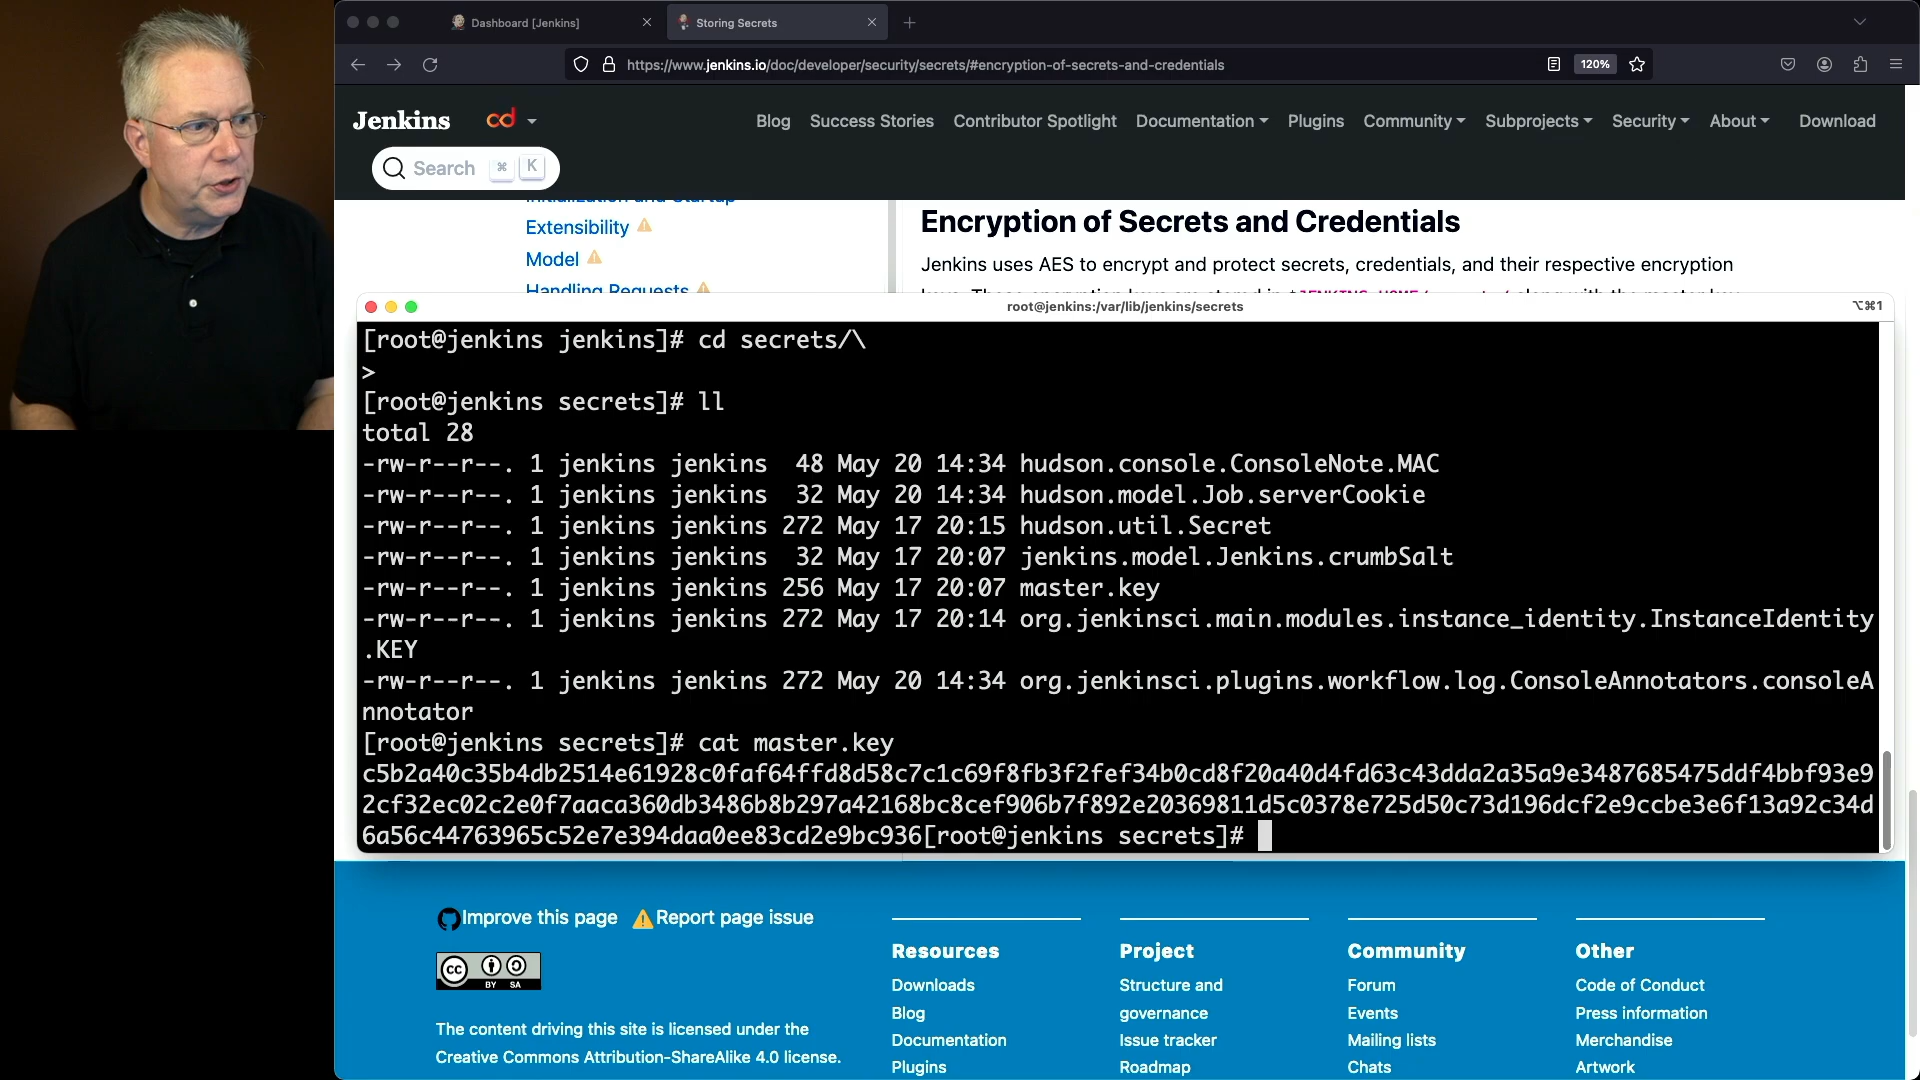 Dashboard [Jenkins]
Storing Secrets
https://www.jenkins.io/doc/developer/security/secrets/#encryption-of-secrets-and-credentials
120%
Jenkins
cd
Blog
Success Stories
Contributor Spotlight
Documentation
Plugins
Community
Subprojects
Security
About
Download
Search ⌘ K
Initialization and Startup
Extensibility
Model
Handling Requests
Encryption of Secrets and Credentials
Jenkins uses AES to encrypt and protect secrets, credentials, and their respective encryption
root@jenkins:/var/lib/jenkins/secrets
⌥⌘1
[root@jenkins jenkins]# cd secrets/\
>
[root@jenkins secrets]# ll
total 28
-rw-r--r--. 1 jenkins jenkins  48 May 20 14:34 hudson.console.ConsoleNote.MAC
-rw-r--r--. 1 jenkins jenkins  32 May 20 14:34 hudson.model.Job.serverCookie
-rw-r--r--. 1 jenkins jenkins 272 May 17 20:15 hudson.util.Secret
-rw-r--r--. 1 jenkins jenkins  32 May 17 20:07 jenkins.model.Jenkins.crumbSalt
-rw-r--r--. 1 jenkins jenkins 256 May 17 20:07 master.key
-rw-r--r--. 1 jenkins jenkins 272 May 17 20:14 org.jenkinsci.main.modules.instance_identity.InstanceIdentity
.KEY
-rw-r--r--. 1 jenkins jenkins 272 May 20 14:34 org.jenkinsci.plugins.workflow.log.ConsoleAnnotators.consoleA
nnotator
[root@jenkins secrets]# cat master.key
c5b2a40c35b4db2514e61928c0faf64ffd8d58c7c1c69f8fb3f2fef34b0cd8f20a40d4fd63c43dda2a35a9e3487685475ddf4bbf93e9
2cf32ec02c2e0f7aaca360db3486b8b297a42168bc8cef906b7f892e20369811d5c0378e725d50c73d196dcf2e9ccbe3e6f13a92c34d
6a56c44763965c52e7e394daa0ee83cd2e9bc936[root@jenkins secrets]#
Improve this page
Report page issue
cc BY SA
The content driving this site is licensed under the
Creative Commons Attribution-ShareAlike 4.0 license.
Resources
Downloads
Blog
Documentation
Plugins
Project
Structure and
governance
Issue tracker
Roadmap
Community
Forum
Events
Mailing lists
Chats
Other
Code of Conduct
Press information
Merchandise
Artwork